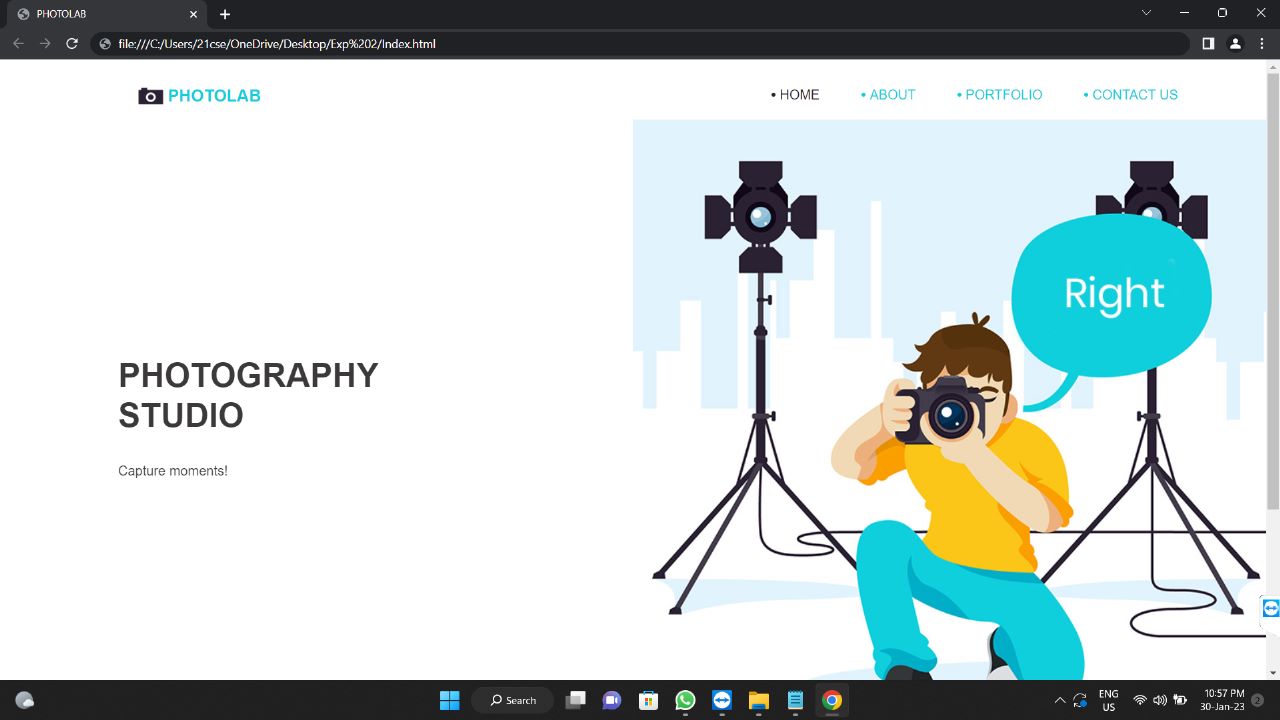 PHOTOLAB
file:///C:/Users/21cse/OneDrive/Desktop/Exp%202/Index.html
PHOTOLAB
• HOME • ABOUT • PORTFOLIO • CONTACT US
Right
PHOTOGRAPHY
STUDIO
Capture moments!
Search
ENG
US
10:57 PM
30-Jan-23
2